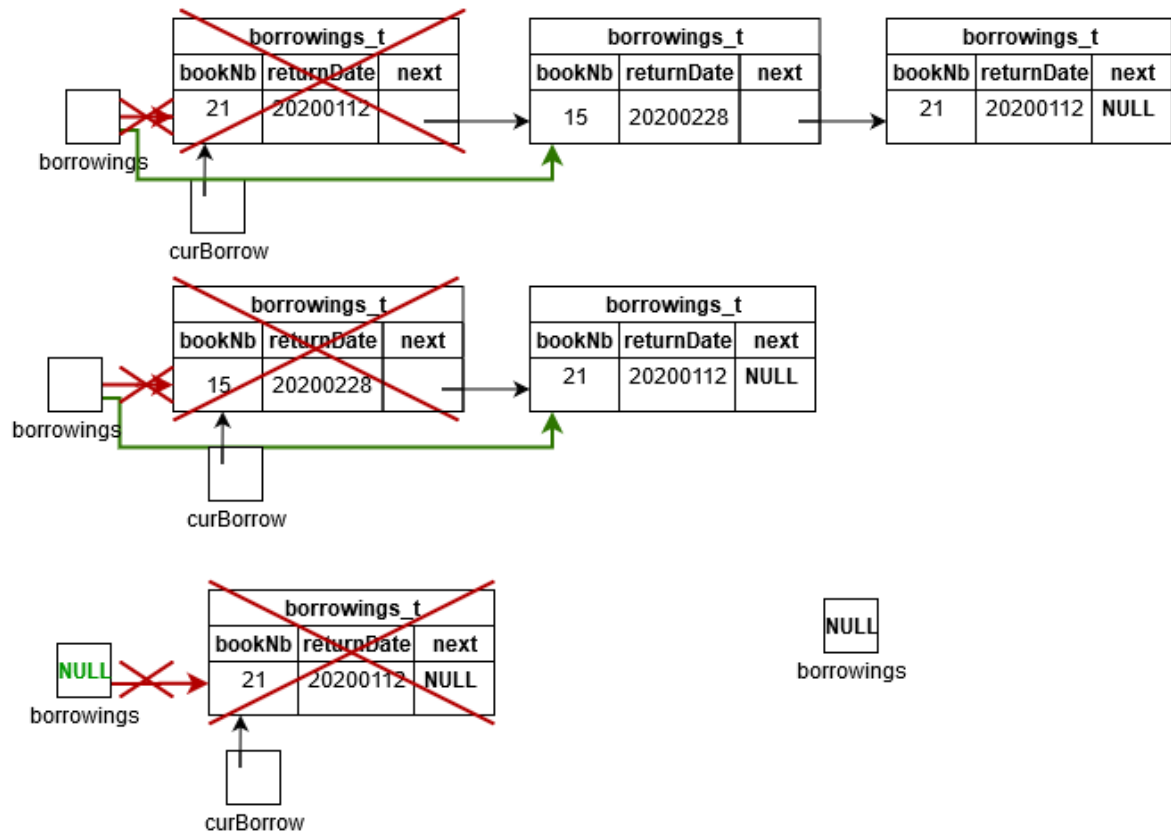 borrowings_t borrowings_t borrowings_t
bookNb returnDate next bookNb returnDate next bookNb returnDate next
21 20200112 15 20200228 21 20200112 NULL
borrowings
curBorrow
borrowings_t borrowings_t
bookNb returnDate next bookNb returnDate next
15 20200228 21 20200112 NULL
borrowings
curBorrow
borrowings_t
bookNb returnDate next
NULL 21 20200112 NULL NULL
borrowings borrowings
curBorrow